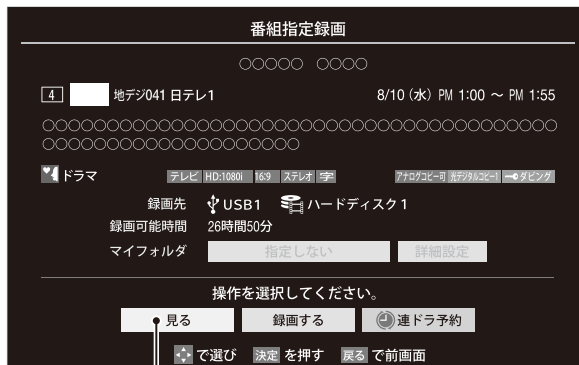 番組指定録画
○○○○○ ○○○○
4 地デジ041 日テレ1 8/10 (水) PM 1:00 ～ PM 1:55
○○○○○○○○○○○○○○○○○○○○○○○○○○○○○○○○○○○○○○○○
○○○○○○○○○○○○○○○○○○○○
ドラマ テレビ HD:1080i 16:9 ステレオ 字 アナログコピー可 光デジタルコピー1 ダビング
録画先 USB1 ハードディスク1
録画可能時間 26時間50分
マイフォルダ 指定しない 詳細設定
操作を選択してください。
見る 録画する 連ドラ予約
で選び 決定 を押す 戻る で前画面